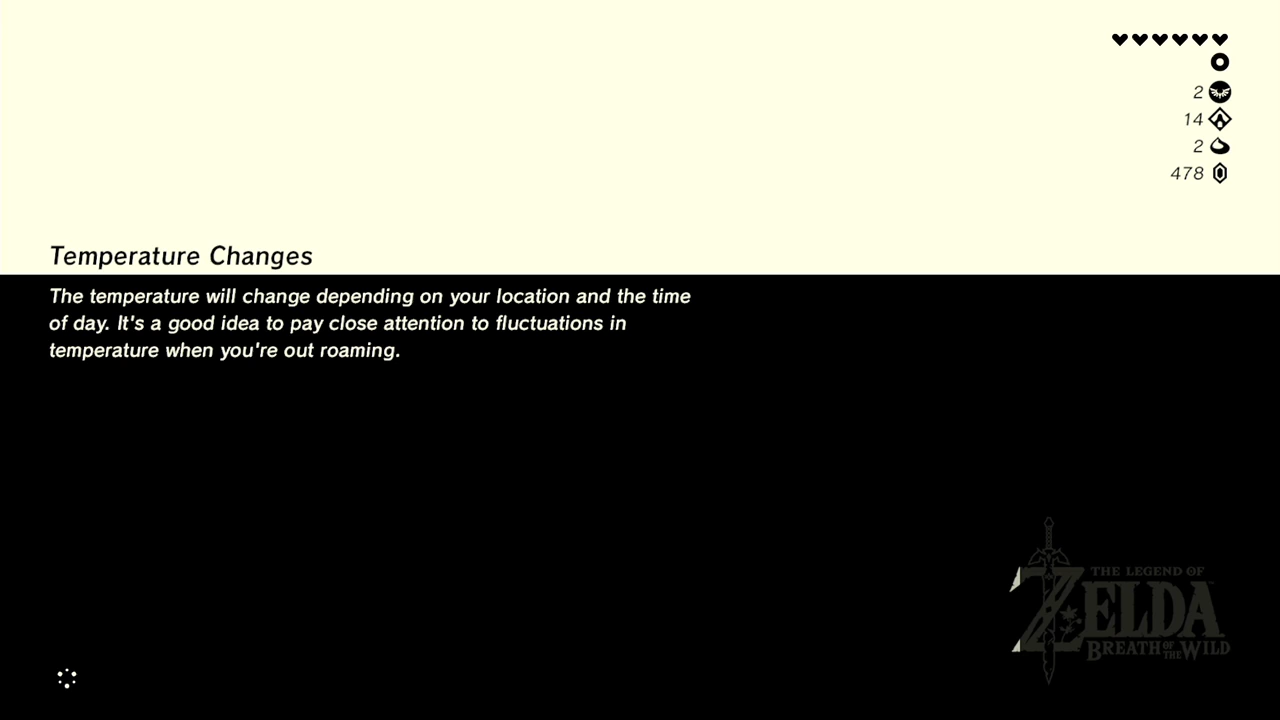 2
14
2
478
Temperature Changes
The temperature will change depending on your location and the time
of day. It's a good idea to pay close attention to fluctuations in
temperature when you're out roaming.
THE LEGEND OF
ZELDA
BREATH OF THE WILD